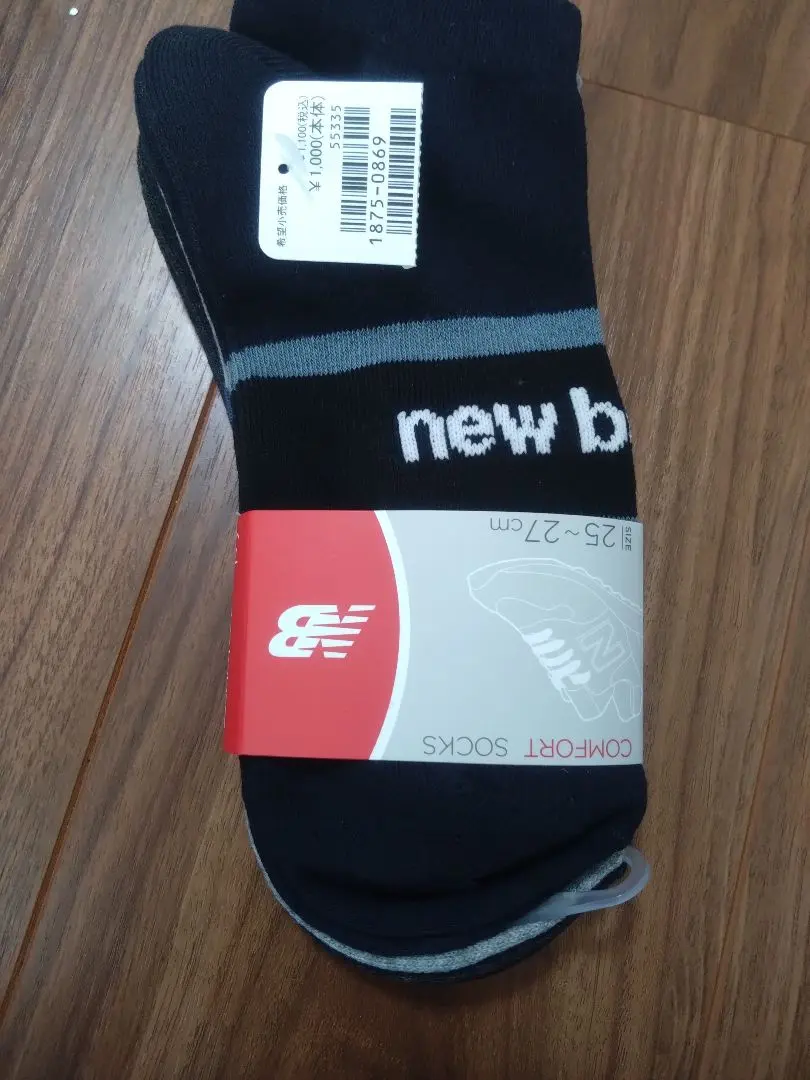 希望小売価格
¥1,100(税込)
¥1,000(本体)
55335
1875-0869
new b
SIZE
25~27cm
NB
N
COMFORT SOCKS